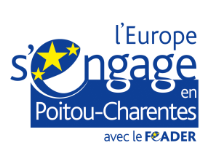 l'Europe
s'engage
en
Poitou-Charentes
avec le FEADER